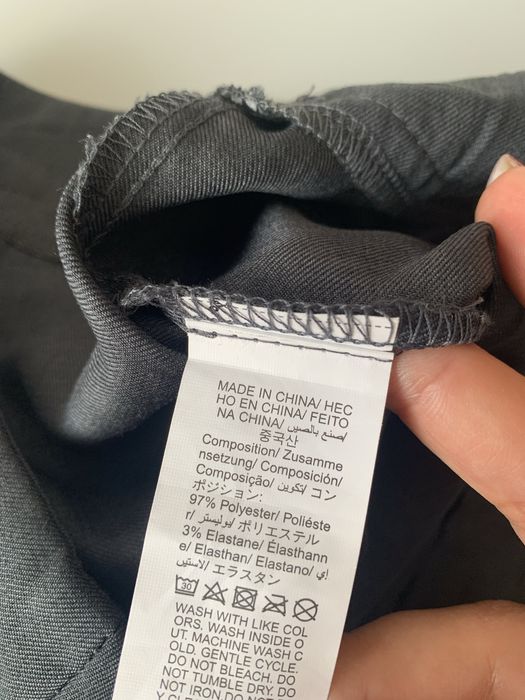 MADE IN CHINA/ HEC
HO EN CHINA/ FEITO
NA CHINA/ صنع بالصين/
중국산
Composition/ Zusamme
nsetzung/ Composición/
Composição/ تكوين/ コン
ポジション:
97% Polyester/ Poliéste
r/ بوليستر/ ポリエステル
3% Elastane/ Élasthann
e/ Elasthan/ Elastano/ إي
لاستين/ エラスタン
30
WASH WITH LIKE COL
ORS. WASH INSIDE O
UT. MACHINE WASH C
OLD. GENTLE CYCLE.
DO NOT BLEACH. DO
NOT TUMBLE DRY. DO
NOT IRON DO NOT